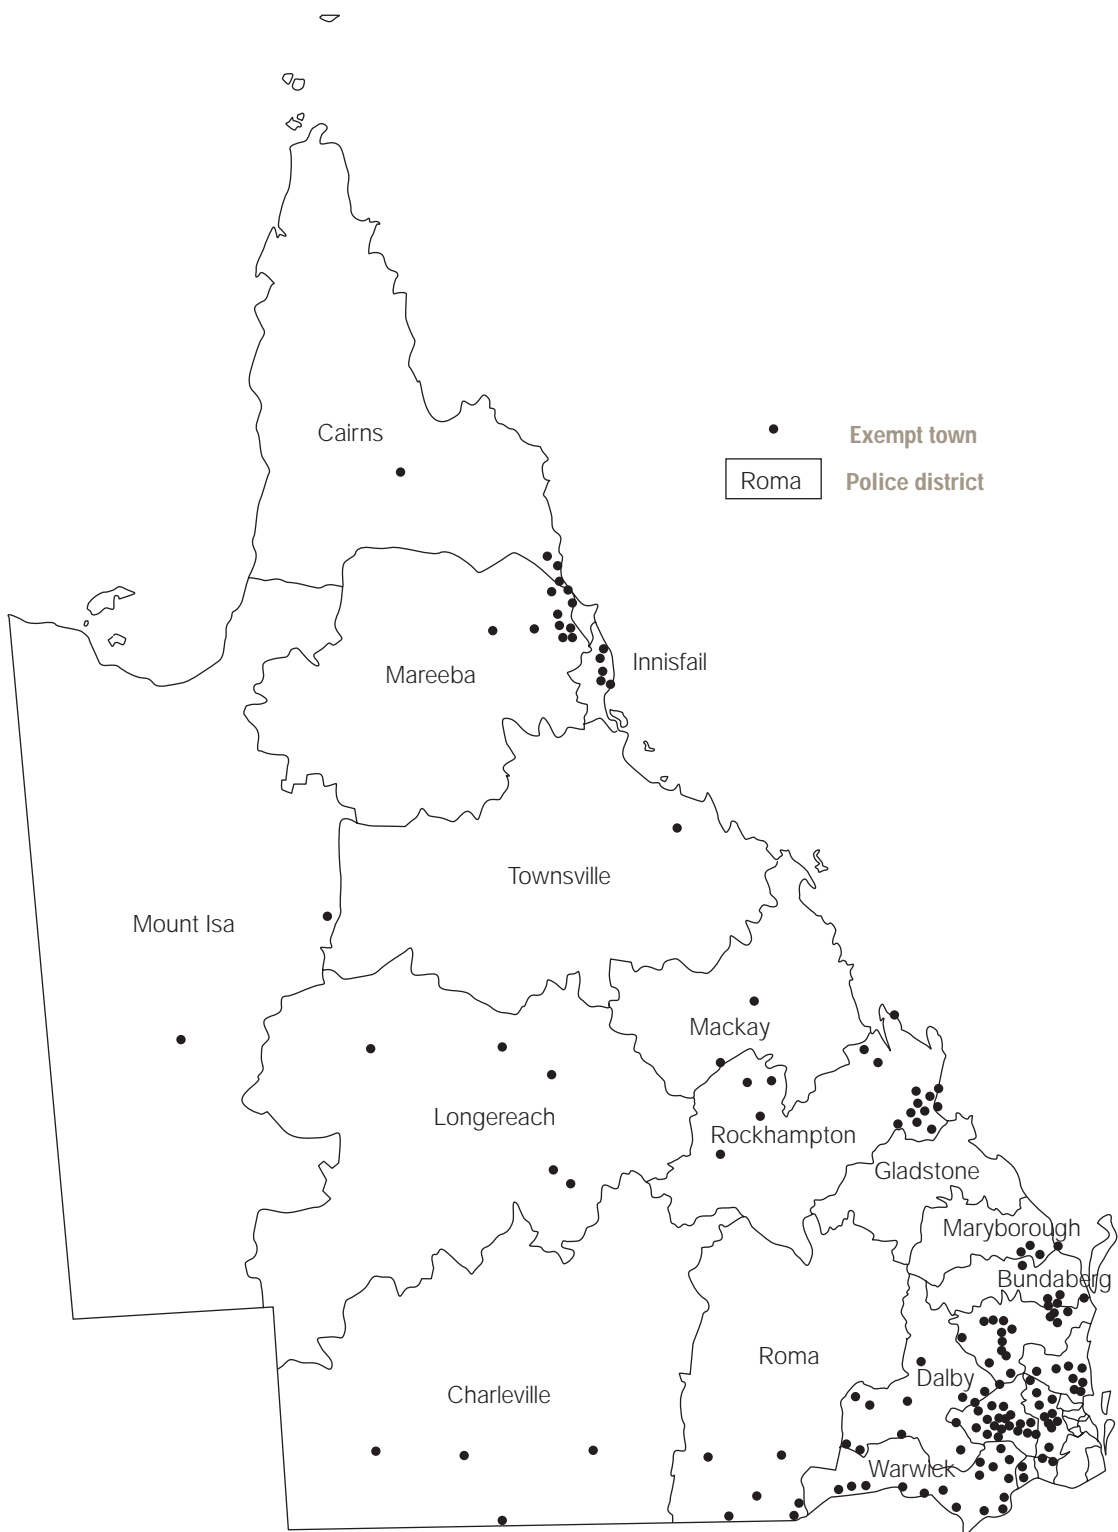 Cairns
Exempt town
Roma
Police district
Innisfail
Mareeba
Townsville
Mount Isa
Mackay
Longereach
Rockhampton
Gladstone
Maryborough
Bundaberg
Roma
Dalby
Charleville
Warwick